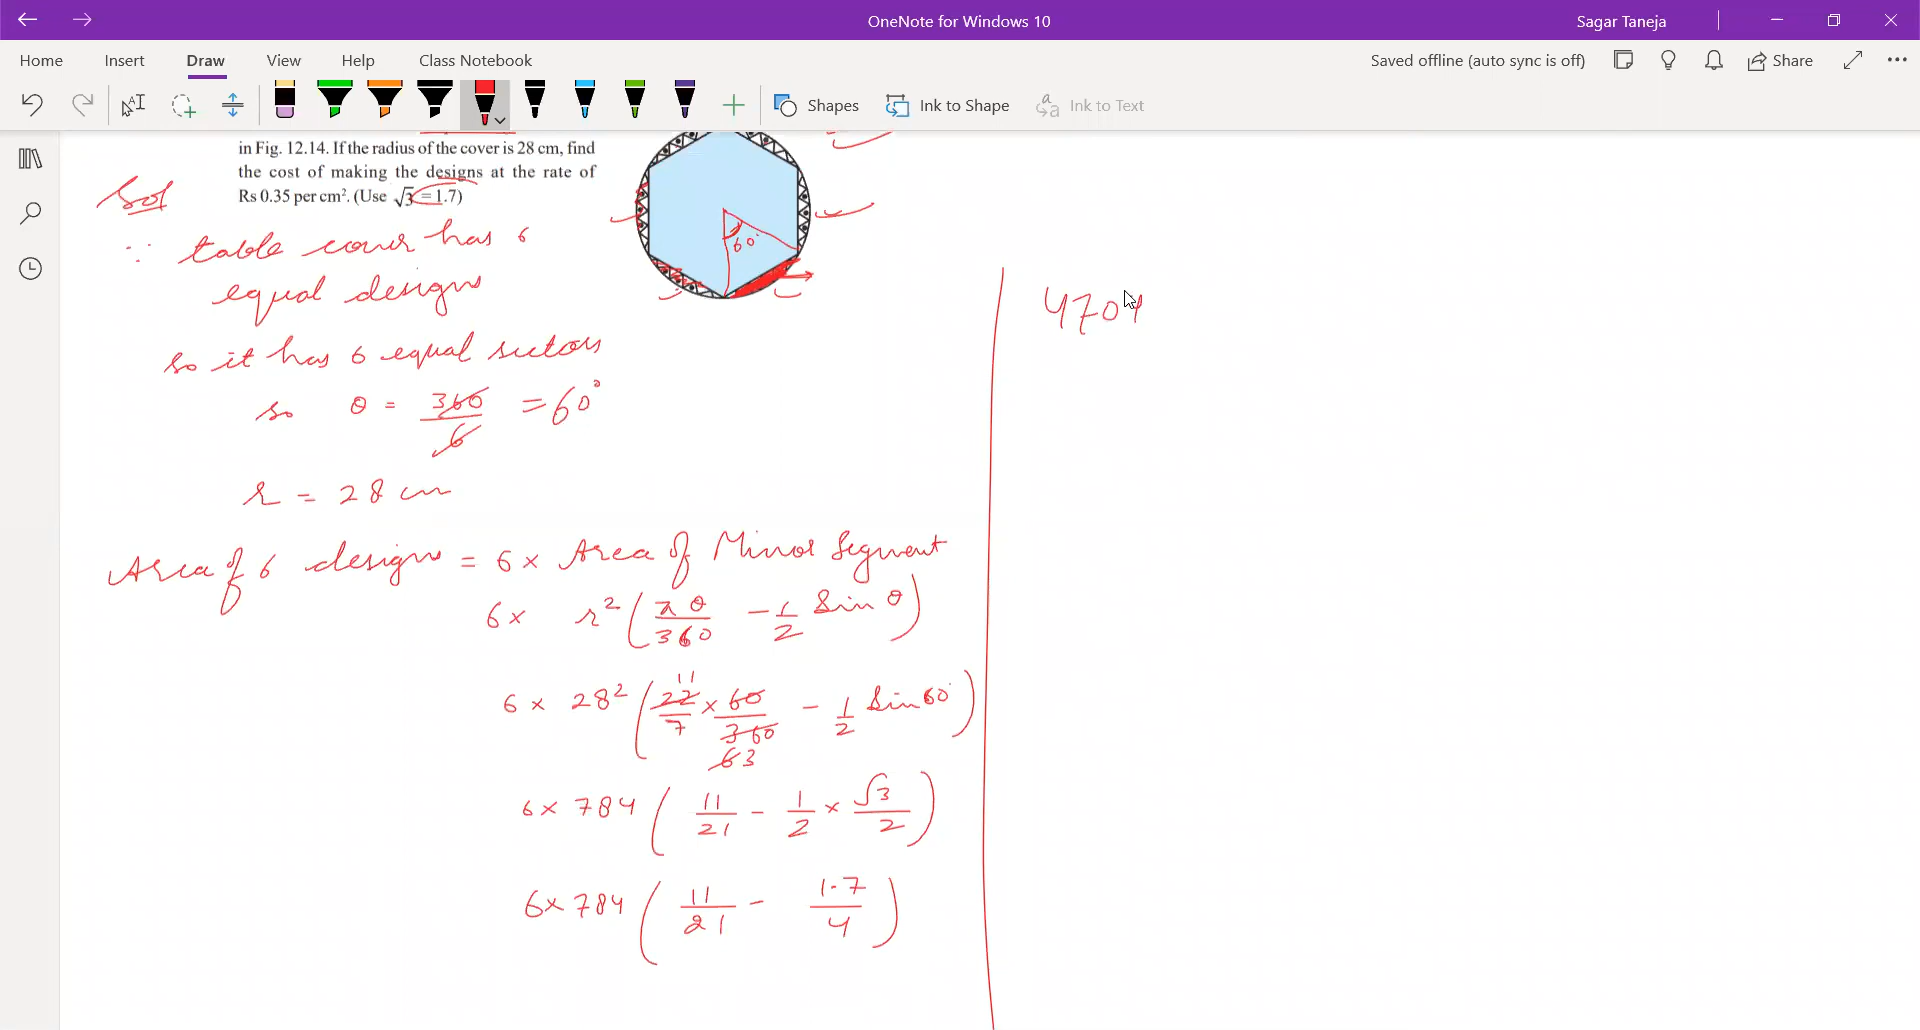 OneNote for Windows 10
Sagar Taneja
Home Insert Draw View Help Class Notebook
Saved offline (auto sync is off) Share
Shapes Ink to Shape Ink to Text
in Fig. 12.14. If the radius of the cover is 28 cm, find
the cost of making the designs at the rate of
Rs 0.35 per cm². (Use √3 = 1.7)
Sol
60°
∵ table cover has 6
equal designs
so it has 6 equal sectors
so θ = 360/6 = 60°
r = 28 cm
Area of 6 designs = 6 × Area of Minor Segment
6 × r² (πθ/360 - 1/2 Sin θ)
6 × 28² (22/7 × 60/360 - 1/2 Sin 60°) 11 6 3
6 × 784 (11/21 - 1/2 × √3/2)
6 × 784 (11/21 - 1.7/4)
4704